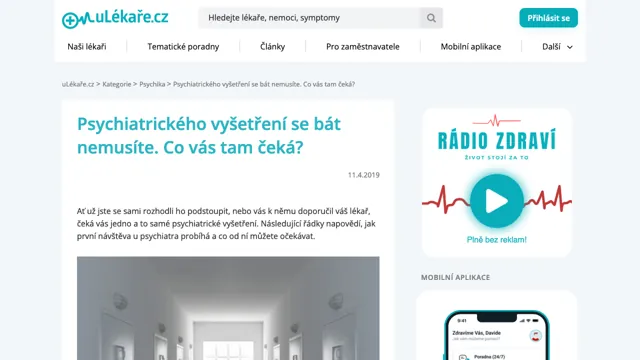 uLékaře.cz
Hledejte lékaře, nemoci, symptomy
Přihlásit se
Naši lékaři
Tematické poradny
Články
Pro zaměstnavatele
Mobilní aplikace
Další
uLékaře.cz > Kategorie > Psychika > Psychiatrického vyšetření se bát nemusíte. Co vás tam čeká?
Psychiatrického vyšetření se bát
nemusíte. Co vás tam čeká?
11.4.2019
Ať už jste se sami rozhodli ho podstoupit, nebo vás k němu doporučil váš lékař,
čeká vás jedno a to samé psychiatrické vyšetření. Následující řádky napovědí, jak
první návštěva u psychiatra probíhá a co od ní můžete očekávat.
RÁDIO ZDRAVÍ
ŽIVOT STOJÍ ZA TO
Plně bez reklam!
MOBILNÍ APLIKACE
8:41
Zdravíme Vás, Davide
Poradna (24/7)